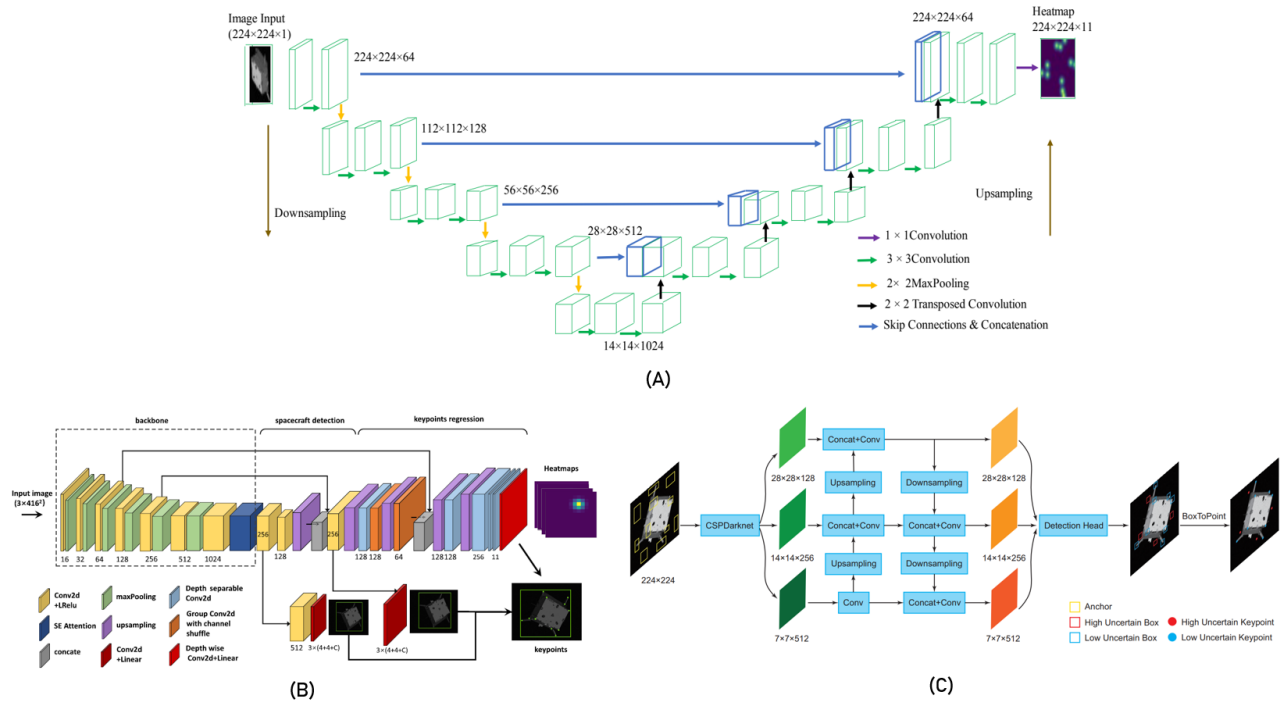 Image Input
(224×224×1)
224×224×64
224×224×64
Heatmap
224×224×11
112×112×128
56×56×256
28×28×512
14×14×1024
Downsampling
Upsampling
1 × 1Convolution
3 × 3Convolution
2× 2MaxPooling
2 × 2 Transposed Convolution
Skip Connections & Concatenation
(A)
backbone
spacecraft detection
keypoints regression
Input image
(3×416²)
Heatmaps
16
32
64
128
256
512
1024
256
128
256
128
128
64
128
128
256
11
Conv2d
+LRelu
maxPooling
Depth separable
Conv2d
SE Attention
upsampling
Group Conv2d
with channel
shuffle
concate
Conv2d
+Linear
Depth wise
Conv2d+Linear
512
3×(4+4+C)
3×(4+4+C)
keypoints
(B)
224×224
CSPDarknet
28×28×128
14×14×256
7×7×512
Concat+Conv
Upsampling
Downsampling
Concat+Conv
Concat+Conv
Upsampling
Downsampling
Conv
Concat+Conv
28×28×128
14×14×256
7×7×512
Detection Head
BoxToPoint
Anchor
High Uncertain Box
High Uncertain Keypoint
Low Uncertain Box
Low Uncertain Keypoint
(C)